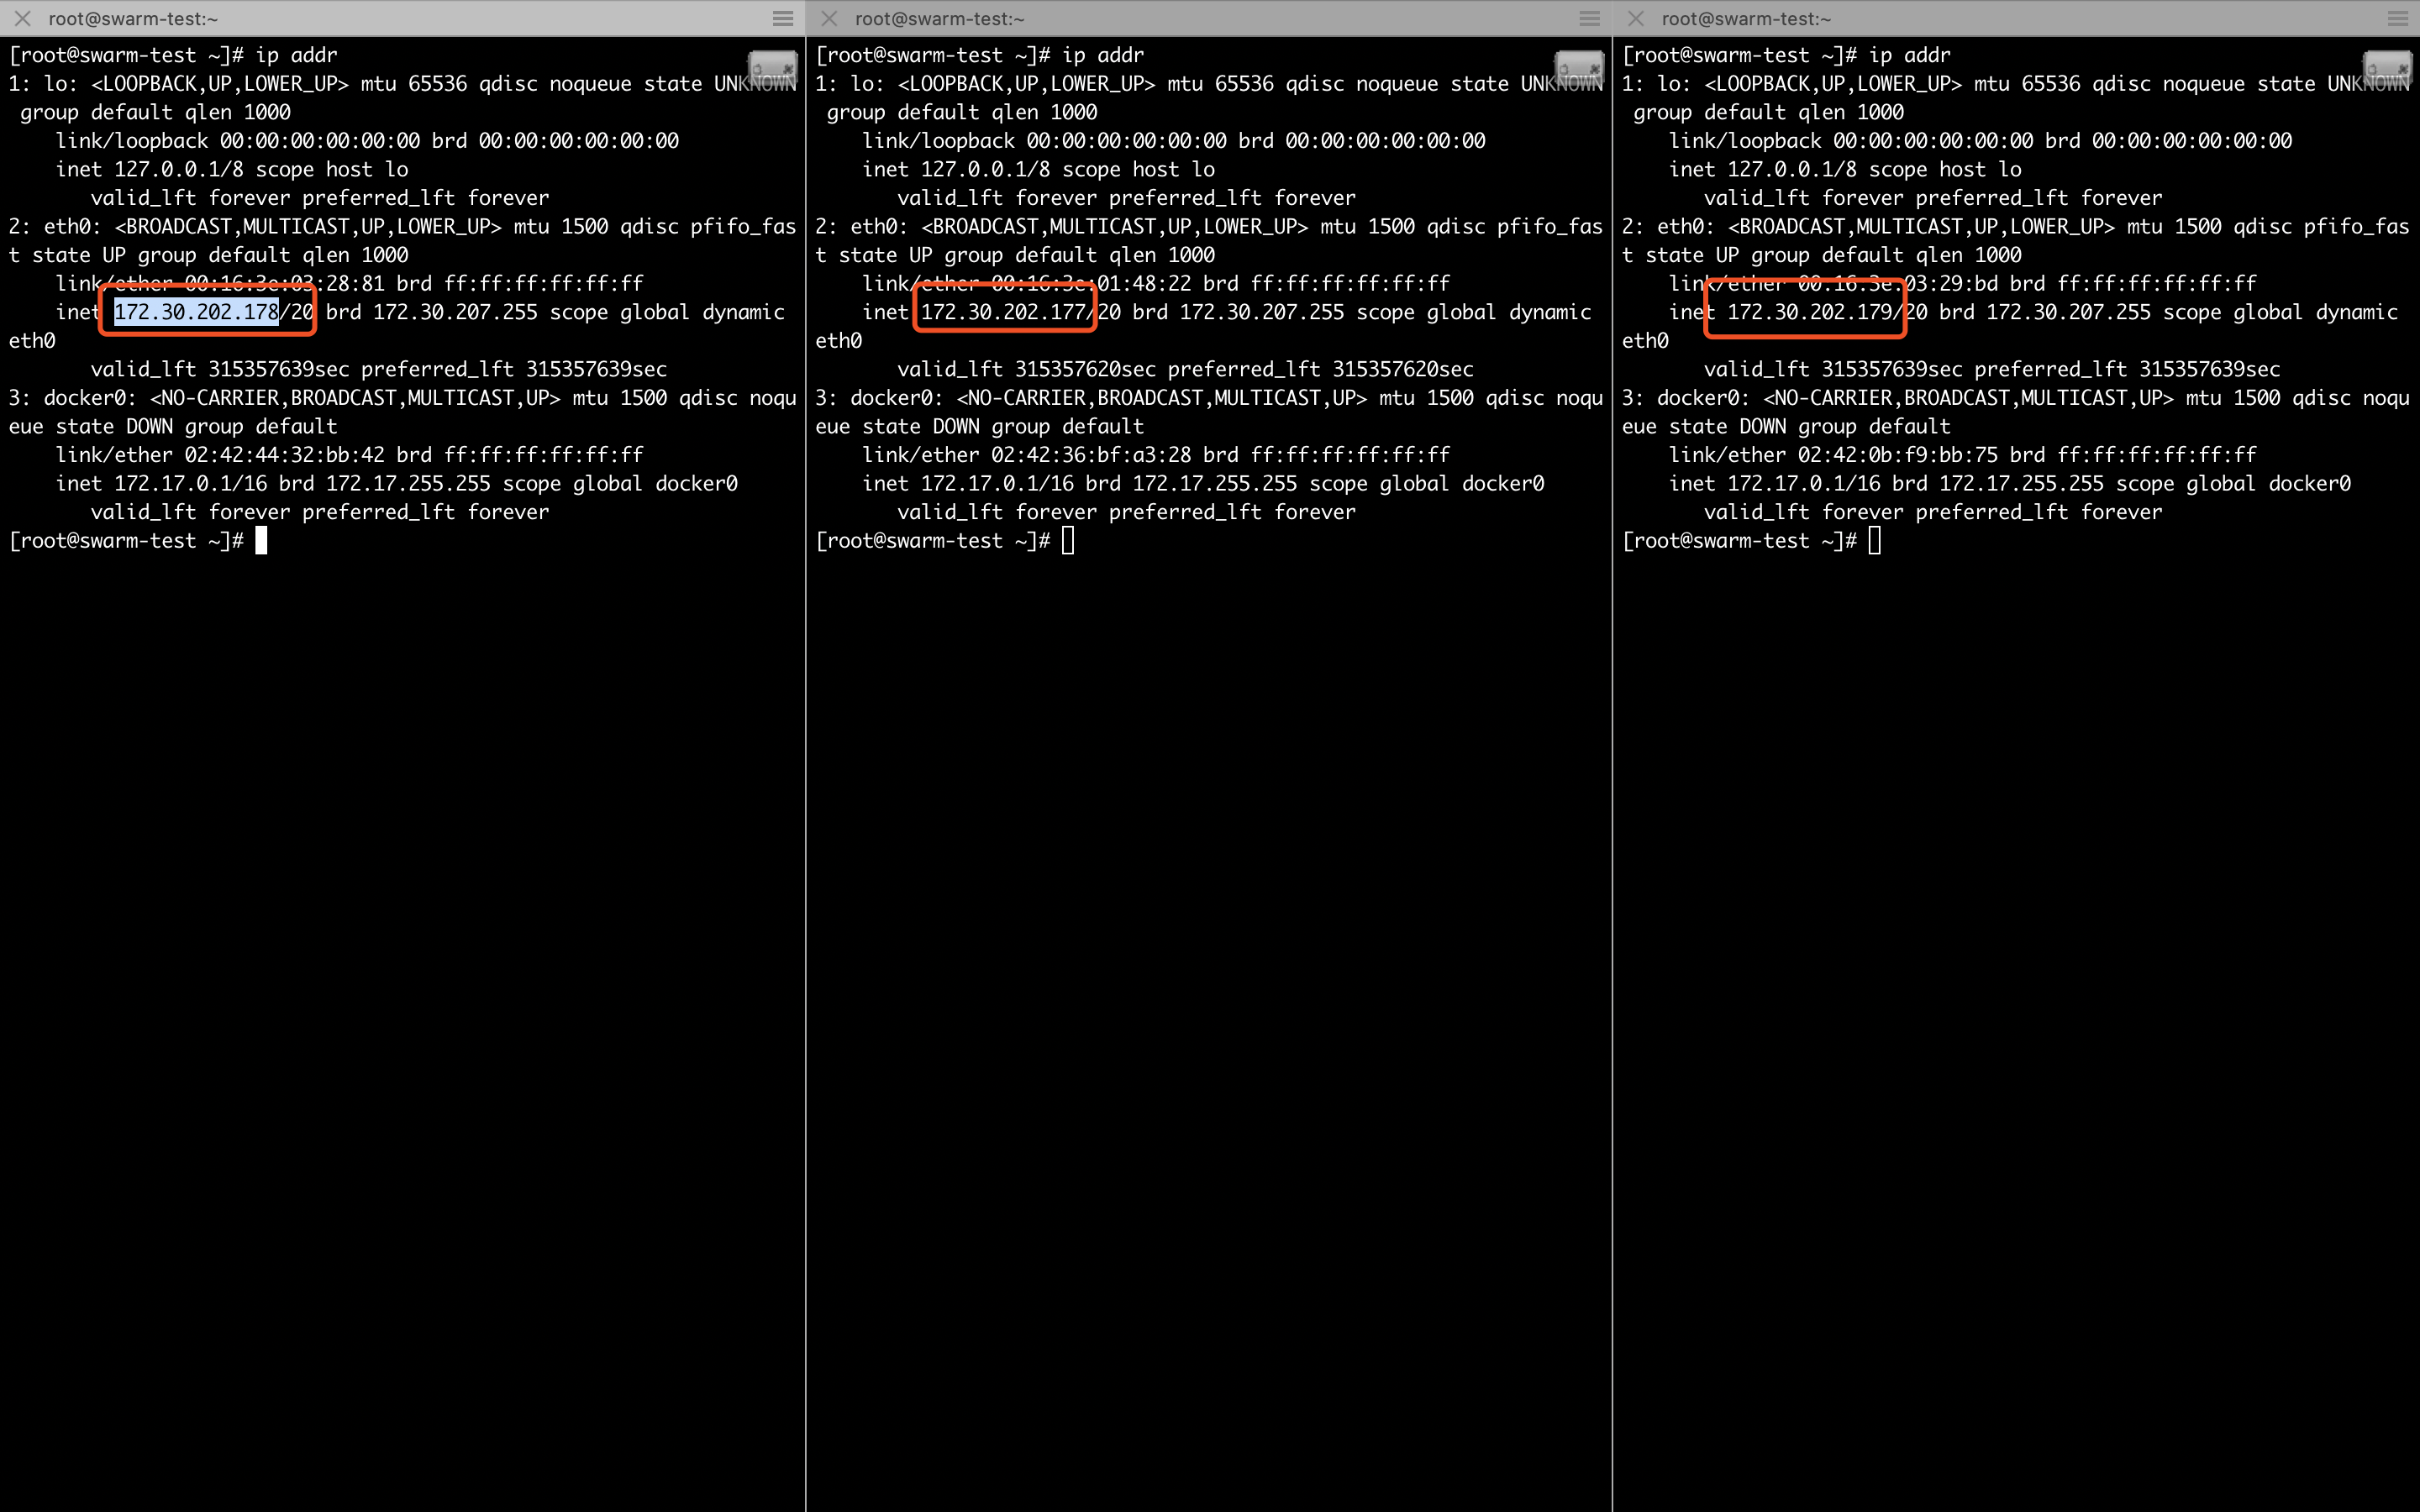 root@swarm-test:~
[root@swarm-test ~]# ip addr
1: lo: <LOOPBACK,UP,LOWER_UP> mtu 65536 qdisc noqueue state UNKNOWN
 group default qlen 1000
    link/loopback 00:00:00:00:00:00 brd 00:00:00:00:00:00
    inet 127.0.0.1/8 scope host lo
       valid_lft forever preferred_lft forever
2: eth0: <BROADCAST,MULTICAST,UP,LOWER_UP> mtu 1500 qdisc pfifo_fas
t state UP group default qlen 1000
    link/ether 00:16:3e:03:28:81 brd ff:ff:ff:ff:ff:ff
    inet 172.30.202.178/20 brd 172.30.207.255 scope global dynamic
eth0
       valid_lft 315357639sec preferred_lft 315357639sec
3: docker0: <NO-CARRIER,BROADCAST,MULTICAST,UP> mtu 1500 qdisc noqu
eue state DOWN group default
    link/ether 02:42:44:32:bb:42 brd ff:ff:ff:ff:ff:ff
    inet 172.17.0.1/16 brd 172.17.255.255 scope global docker0
       valid_lft forever preferred_lft forever
[root@swarm-test ~]#
root@swarm-test:~
[root@swarm-test ~]# ip addr
1: lo: <LOOPBACK,UP,LOWER_UP> mtu 65536 qdisc noqueue state UNKNOWN
 group default qlen 1000
    link/loopback 00:00:00:00:00:00 brd 00:00:00:00:00:00
    inet 127.0.0.1/8 scope host lo
       valid_lft forever preferred_lft forever
2: eth0: <BROADCAST,MULTICAST,UP,LOWER_UP> mtu 1500 qdisc pfifo_fas
t state UP group default qlen 1000
    link/ether 00:16:3e:01:48:22 brd ff:ff:ff:ff:ff:ff
    inet 172.30.202.177/20 brd 172.30.207.255 scope global dynamic
eth0
       valid_lft 315357620sec preferred_lft 315357620sec
3: docker0: <NO-CARRIER,BROADCAST,MULTICAST,UP> mtu 1500 qdisc noqu
eue state DOWN group default
    link/ether 02:42:36:bf:a3:28 brd ff:ff:ff:ff:ff:ff
    inet 172.17.0.1/16 brd 172.17.255.255 scope global docker0
       valid_lft forever preferred_lft forever
[root@swarm-test ~]#
root@swarm-test:~
[root@swarm-test ~]# ip addr
1: lo: <LOOPBACK,UP,LOWER_UP> mtu 65536 qdisc noqueue state UNKNOWN
 group default qlen 1000
    link/loopback 00:00:00:00:00:00 brd 00:00:00:00:00:00
    inet 127.0.0.1/8 scope host lo
       valid_lft forever preferred_lft forever
2: eth0: <BROADCAST,MULTICAST,UP,LOWER_UP> mtu 1500 qdisc pfifo_fas
t state UP group default qlen 1000
    link/ether 00:16:3e:03:29:bd brd ff:ff:ff:ff:ff:ff
    inet 172.30.202.179/20 brd 172.30.207.255 scope global dynamic
eth0
       valid_lft 315357639sec preferred_lft 315357639sec
3: docker0: <NO-CARRIER,BROADCAST,MULTICAST,UP> mtu 1500 qdisc noqu
eue state DOWN group default
    link/ether 02:42:0b:f9:bb:75 brd ff:ff:ff:ff:ff:ff
    inet 172.17.0.1/16 brd 172.17.255.255 scope global docker0
       valid_lft forever preferred_lft forever
[root@swarm-test ~]#